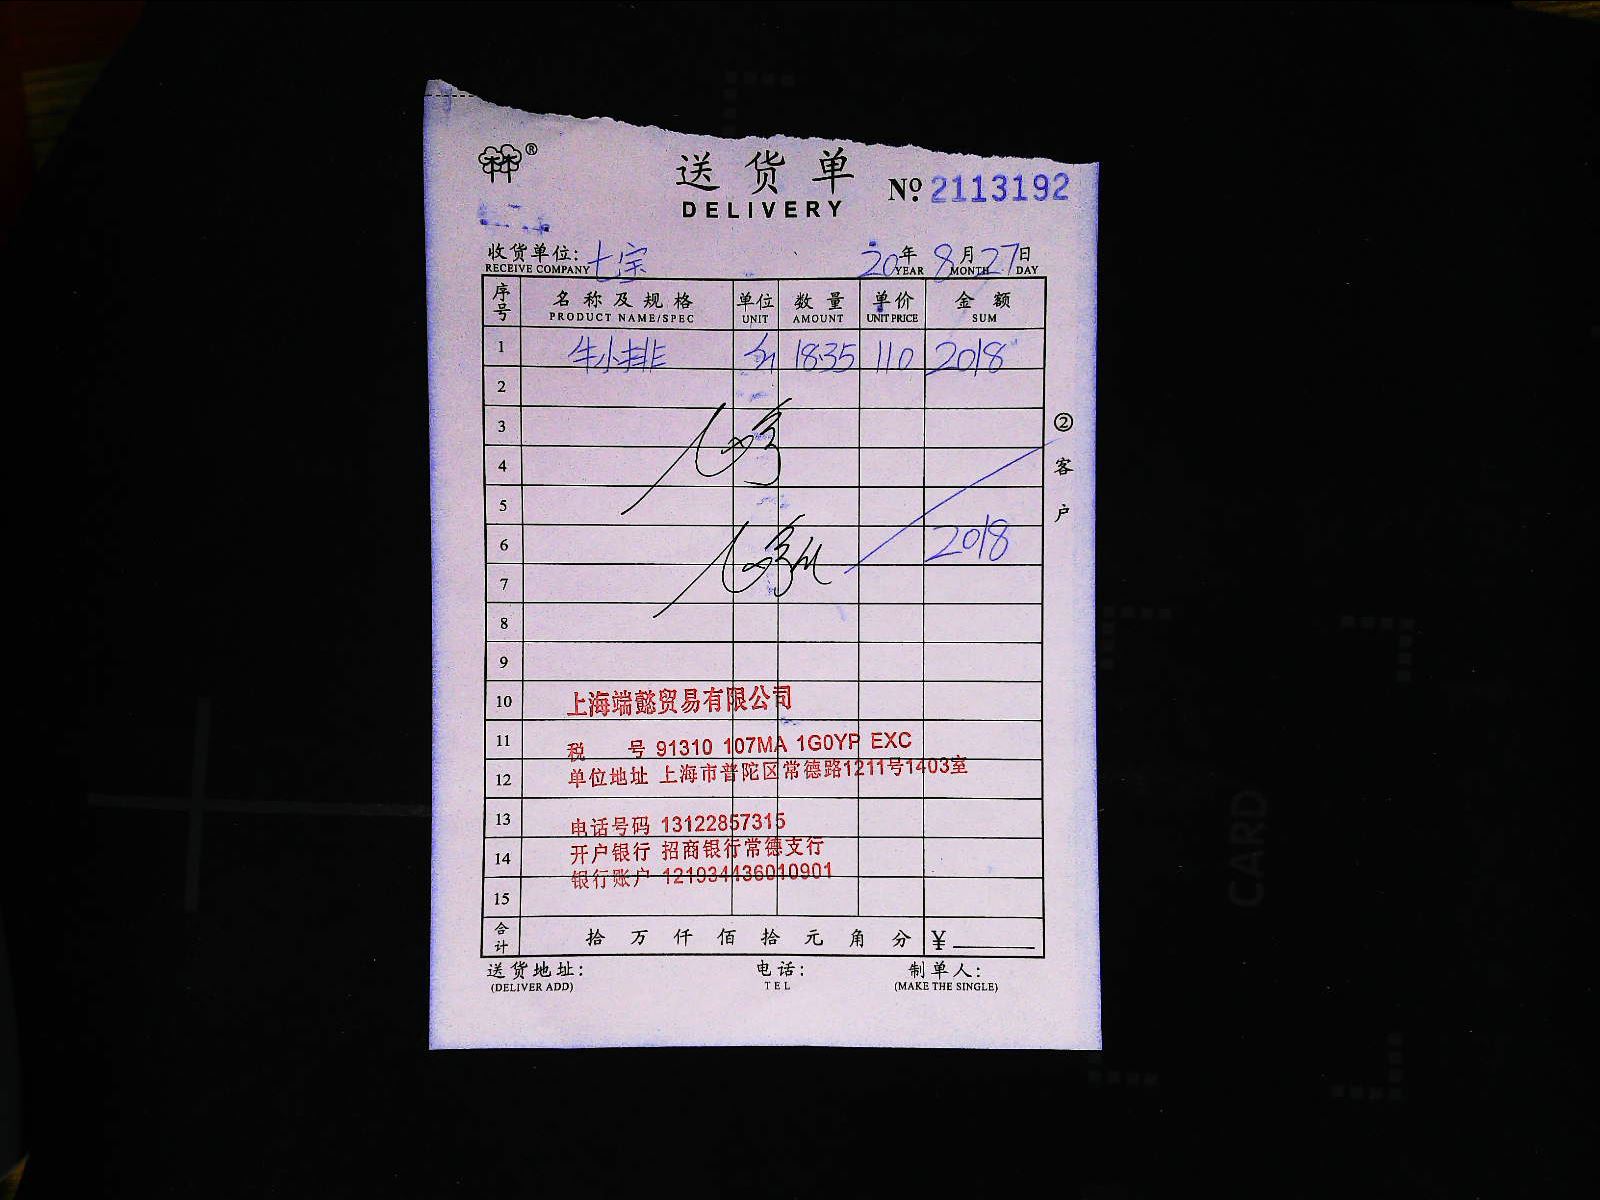 送货单
DELIVERY
№ 2113192
收货单位: 七宝 20年 8月 27日
RECEIVE COMPANY YEAR MONTH DAY
序号 名称及规格 单位 数量 单价 金额
PRODUCT NAME/SPEC UNIT AMOUNT UNIT PRICE SUM
1 牛小排 18.35 110 2018
2
3
4
5
6 2018
7
8
9
10 上海端懿贸易有限公司
11 税 号 91310 107MA 1G0YP EXC
12 单位地址 上海市普陀区常德路1211号1403室
13 电话号码 13122857315
14 开户银行 招商银行常德支行
银行账户 121934436010901
15
合计 拾 万 仟 佰 拾 元 角 分 ¥
送货地址: 电话: 制单人:
(DELIVER ADD) TEL (MAKE THE SINGLE)
②客户
CARD